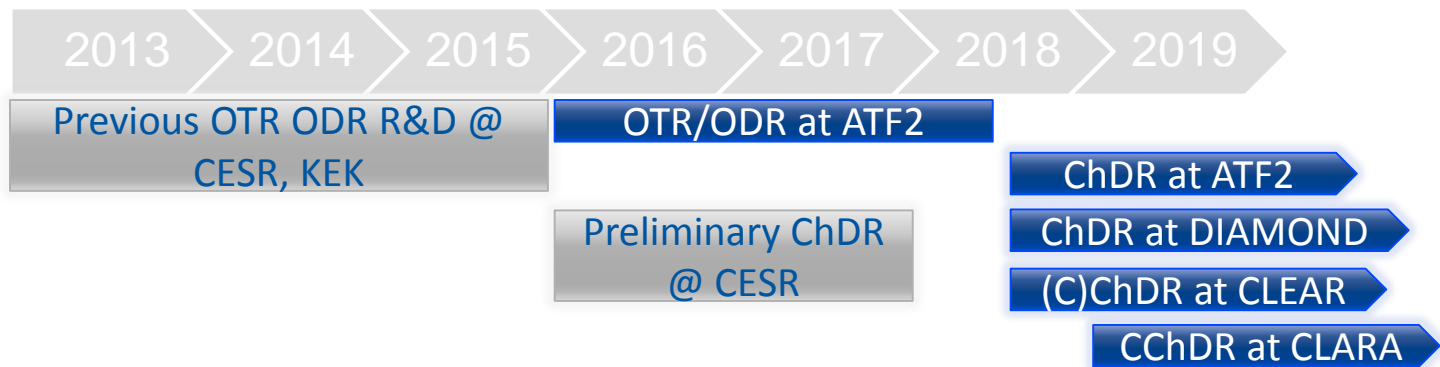 2013 2014 2015 2016 2017 2018 2019
Previous OTR ODR R&D @
CESR, KEK
OTR/ODR at ATF2
ChDR at ATF2
Preliminary ChDR
@ CESR
ChDR at DIAMOND
(C)ChDR at CLEAR
CChDR at CLARA